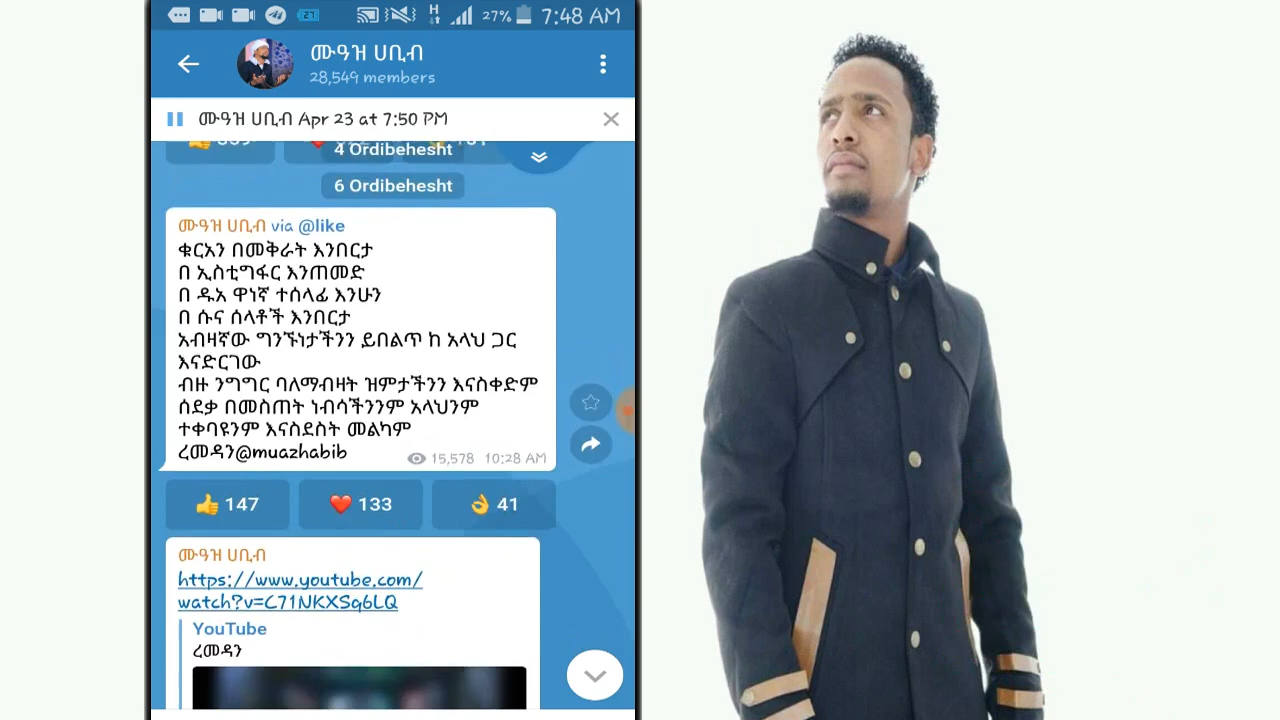 27
H
27%
7:48 AM
ሙዓዝ ሀቢብ
28,549 members
ሙዓዝ ሀቢብ Apr 23 at 7:50 PM
4 Ordibehesht
6 Ordibehesht
ሙዓዝ ሀቢብ via @like
ቁርአን በመቅራት እንበርታ
በ ኢስቲግፋር እንጠመድ
በ ዱአ ዋነኛ ተሰላፊ እንሁን
በ ሱና ሰላቶች እንበርታ
አብዛኛው ግንኙነታችንን ይበልጥ ከ አላህ ጋር
እናድርገው
ብዙ ንግግር ባለማብዛት ዝምታችንን እናስቀድም
ሰደቃ በመስጠት ነብሳችንንም አላህንም
ተቀባዩንም እናስደስት መልካም
ረመዳን@muazhabib
15,578 10:28 AM
147
133
41
ሙዓዝ ሀቢብ
https://www.youtube.com/
watch?v=C71NKXSq6LQ
YouTube
ረመዳን